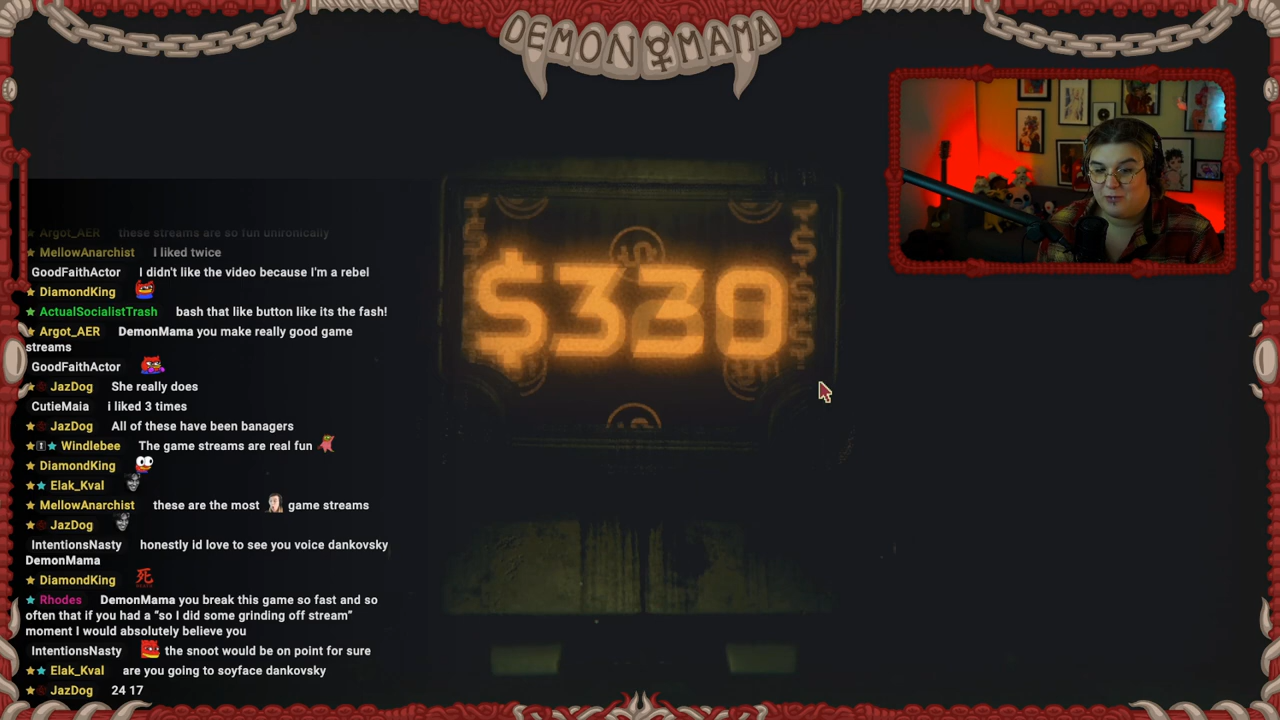 DEMON MAMA
Argot_AER these streams are so fun unironically
MellowAnarchist I liked twice
GoodFaithActor I didn't like the video because I'm a rebel
DiamondKing
ActualSocialistTrash bash that like button like its the fash!
Argot_AER DemonMama you make really good game
streams
GoodFaithActor
JazDog She really does
CutieMaia i liked 3 times
JazDog All of these have been banagers
Windlebee The game streams are real fun
DiamondKing
Elak_Kval
MellowAnarchist these are the most game streams
JazDog
IntentionsNasty honestly id love to see you voice dankovsky
DemonMama
DiamondKing 死
Rhodes DemonMama you break this game so fast and so
often that if you had a “so I did some grinding off stream”
moment I would absolutely believe you
IntentionsNasty the snoot would be on point for sure
Elak_Kval are you going to soyface dankovsky
JazDog 24 17
$339